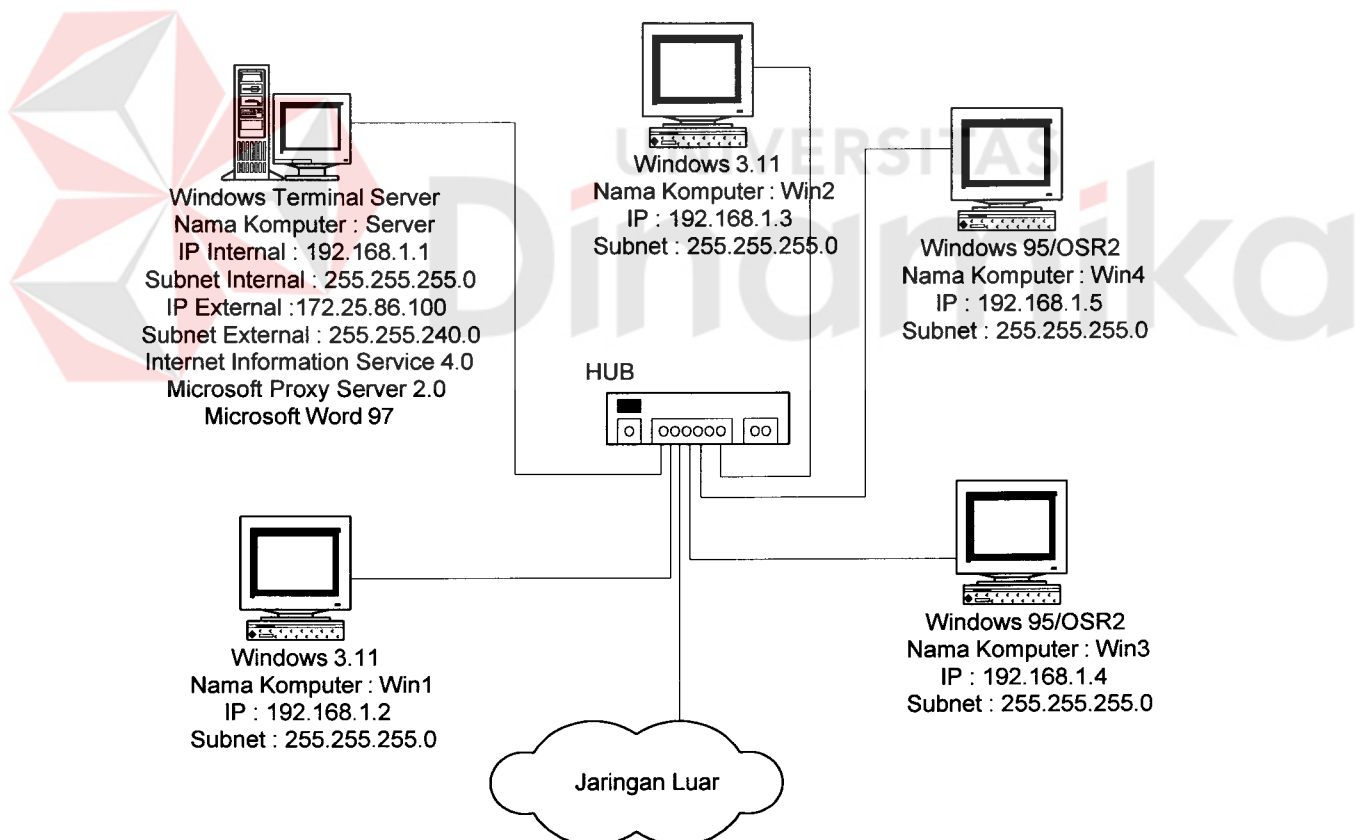 UNIVERSITAS
Dinamika
Windows Terminal Server
Nama Komputer : Server
IP Internal : 192.168.1.1
Subnet Internal : 255.255.255.0
IP External :172.25.86.100
Subnet External : 255.255.240.0
Internet Information Service 4.0
Microsoft Proxy Server 2.0
Microsoft Word 97
Windows 3.11
Nama Komputer : Win2
IP : 192.168.1.3
Subnet : 255.255.255.0
Windows 95/OSR2
Nama Komputer : Win4
IP : 192.168.1.5
Subnet : 255.255.255.0
HUB
Windows 3.11
Nama Komputer : Win1
IP : 192.168.1.2
Subnet : 255.255.255.0
Windows 95/OSR2
Nama Komputer : Win3
IP : 192.168.1.4
Subnet : 255.255.255.0
Jaringan Luar